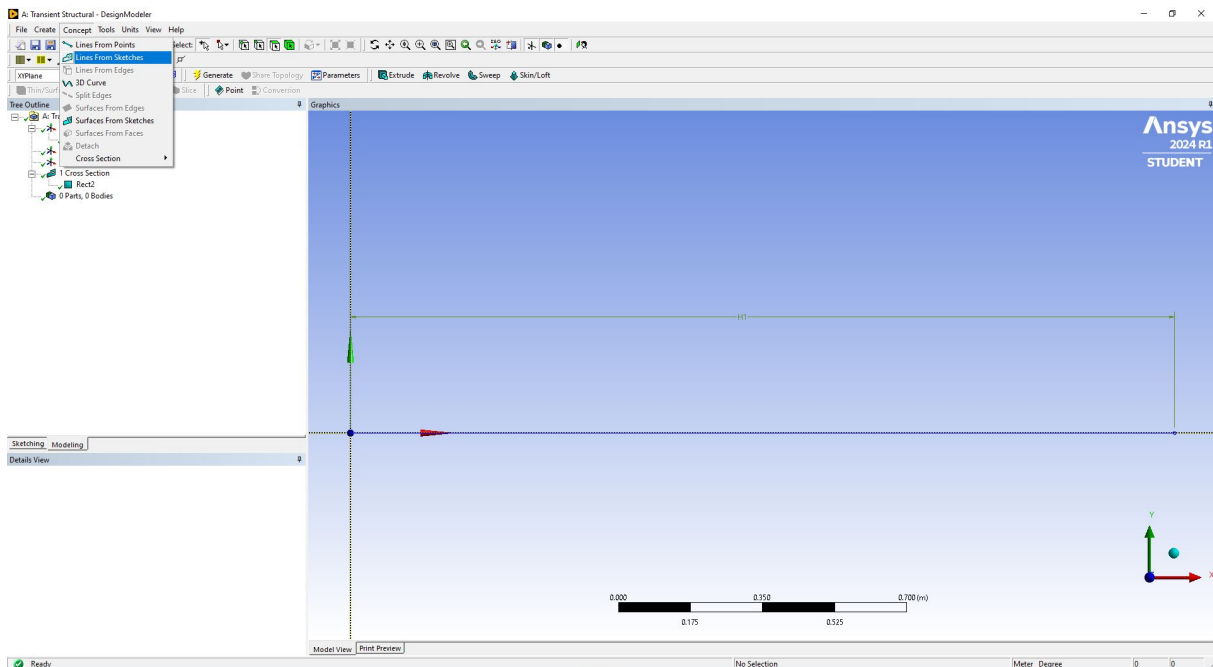 A: Transient Structural - DesignModeler
File Create Concept Tools Units View Help
Select:
Lines From Points
Lines From Sketches
Lines From Edges
3D Curve
Split Edges
Surfaces From Edges
Surfaces From Sketches
Surfaces From Faces
Detach
Cross Section
XYPlane
Generate Share Topology Parameters Extrude Revolve Sweep Skin/Loft
Thin/Surf Slice Point Conversion
Tree Outline
A: Tra
1 Cross Section
Rect2
0 Parts, 0 Bodies
Sketching Modeling
Details View
Graphics
Ansys
2024 R1
STUDENT
H1
Y
X
0.000 0.350 0.700 (m)
0.175 0.525
Model View Print Preview
Ready No Selection Meter Degree 0 0